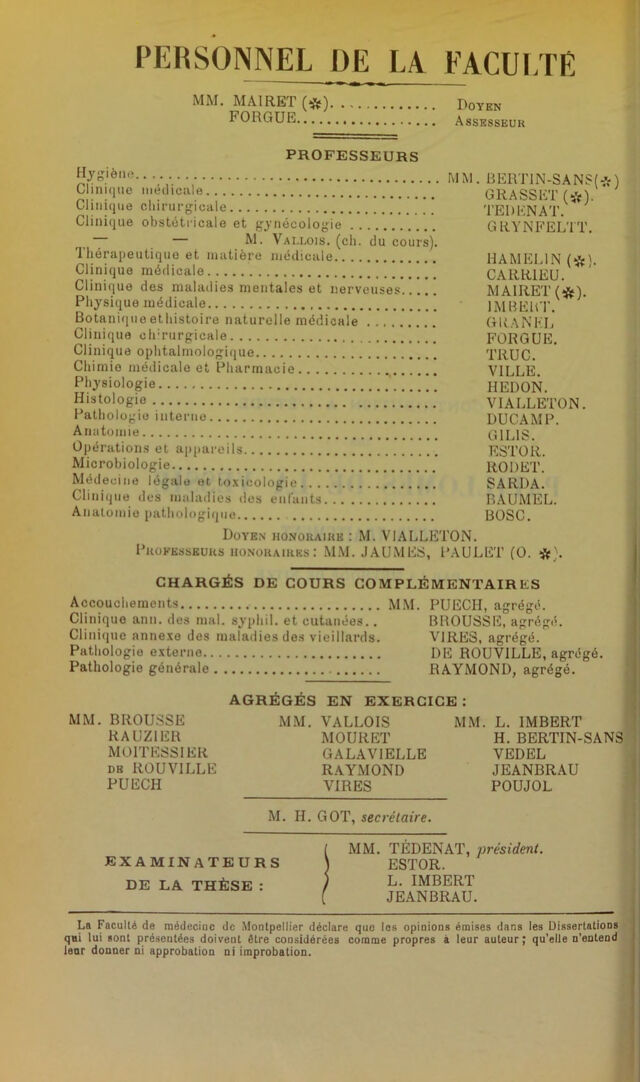 PERSONNEL DE LA FACULTÉ
MM. MAIRET (✻)............... Doyen
FORGUE................. Assesseur
PROFESSEURS
Hygiène........................................ MM. BERTIN-SANS(✻)
Clinique médicale............................. GRASSET (✻).
Clinique chirurgicale........................... TEDENAT.
Clinique obstétricale et gynécologie ........... GRYNFELTT.
— — M. Vallois. (ch. du cours).
Thérapeutique et matière médicale............. HAMELIN (✻).
Clinique médicale............................. CARRIEU.
Clinique des maladies mentales et nerveuses..... MAIRET (✻).
Physique médicale............................. IMBERT.
Botanique et histoire naturelle médicale ......... GRANEL
Clinique chirurgicale........................... FORGUE.
Clinique ophtalmologique....................... TRUC.
Chimie médicale et Pharmacie.................. VILLE.
Physiologie................................... HEDON.
Histologie.................................... VIALLETON.
Pathologie interne............................. DUCAMP.
Anatomie...................................... GILIS.
Opérations et appareils........................ ESTOR.
Microbiologie................................. RODET.
Médecine légale et toxicologie................. SARDA.
Clinique des maladies des enfants.............. BAUMEL.
Anatomie pathologique......................... BOSC.
Doyen honoraire : M. VIALLETON.
Professeurs honoraires : MM. JAUMES, PAULET (O. ✻).
CHARGÉS DE COURS COMPLÉMENTAIRES
Accouchements.......................... MM. PUECH, agrégé.
Clinique ann. des mal. syphil. et cutanées.. BROUSSE, agrégé.
Clinique annexe des maladies des vieillards. VIRES, agrégé.
Pathologie externe....................... DE ROUVILLE, agrégé.
Pathologie générale...................... RAYMOND, agrégé.
AGRÉGÉS EN EXERCICE :
MM. BROUSSE MM. VALLOIS MM. L. IMBERT
RAUZIER MOURET H. BERTIN-SANS
MOITESSIER GALAVIELLE VEDEL
DE ROUVILLE RAYMOND JEANBRAU
PUECH VIRES POUJOL
M. H. GOT, secrétaire.
EXAMINATEURS
DE LA THÈSE :
MM. TÉDENAT, président.
ESTOR.
L. IMBERT
JEANBRAU.
La Faculté de médecine de Montpellier déclare que les opinions émises dans les Dissertations
qui lui sont présentées doivent être considérées comme propres à leur auteur ; qu'elle n'entend
leur donner ni approbation ni improbation.